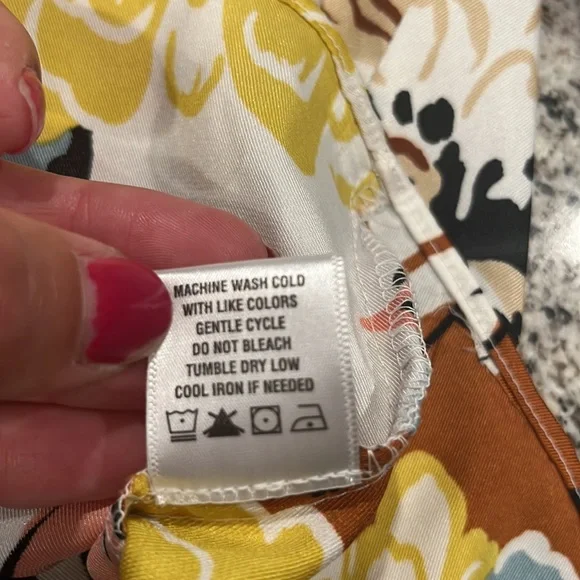 MACHINE WASH COLD
WITH LIKE COLORS
GENTLE CYCLE
DO NOT BLEACH
TUMBLE DRY LOW
COOL IRON IF NEEDED